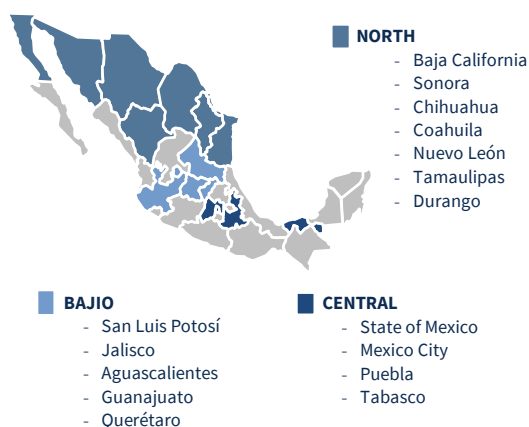 NORTH
- Baja California
- Sonora
- Chihuahua
- Coahuila
- Nuevo León
- Tamaulipas
- Durango
BAJIO
- San Luis Potosí
- Jalisco
- Aguascalientes
- Guanajuato
- Querétaro
CENTRAL
- State of Mexico
- Mexico City
- Puebla
- Tabasco